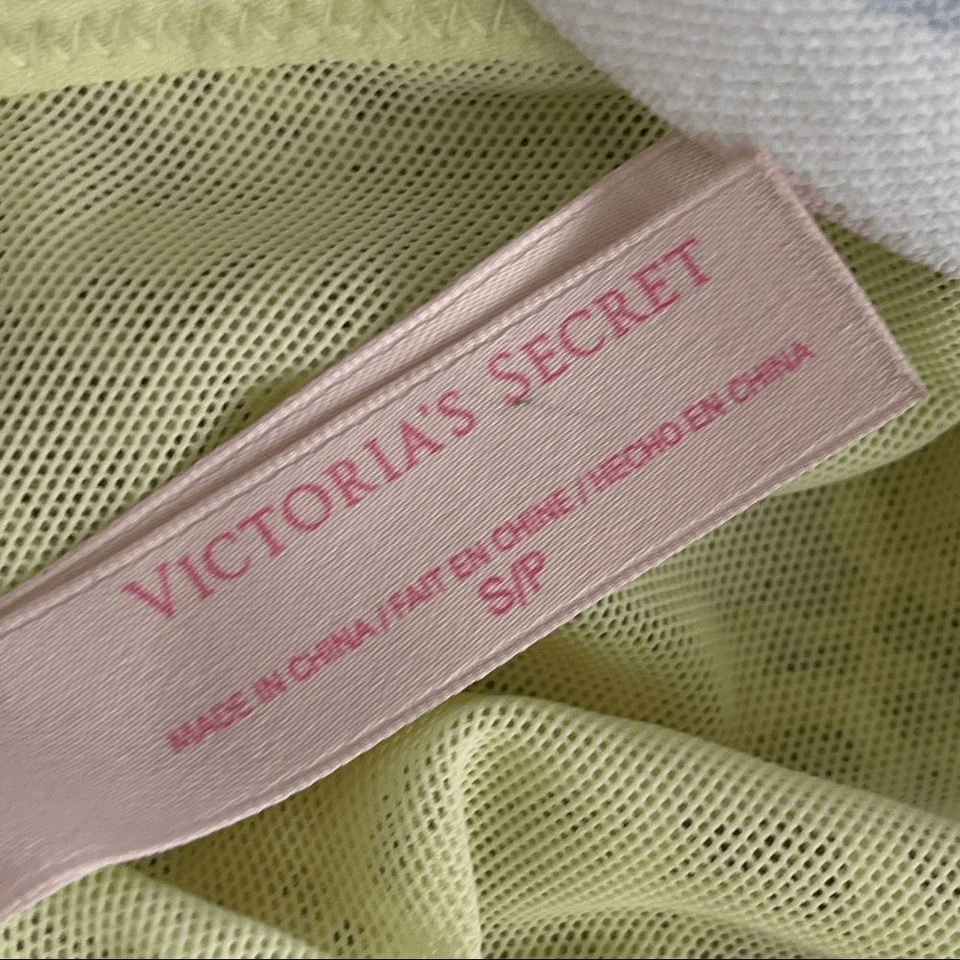 VICTORIA'S SECRET
MADE IN CHINA / FAIT EN CHINE / HECHO EN CHINA
S/P